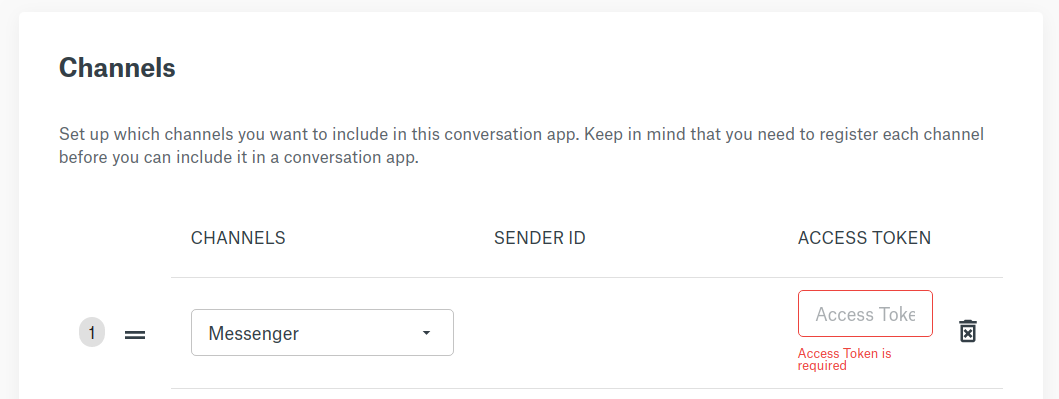 Channels
Set up which channels you want to include in this conversation app. Keep in mind that you need to register each channel
before you can include it in a conversation app.
CHANNELS SENDER ID ACCESS TOKEN
1 Messenger Access Toke
Access Token is
required